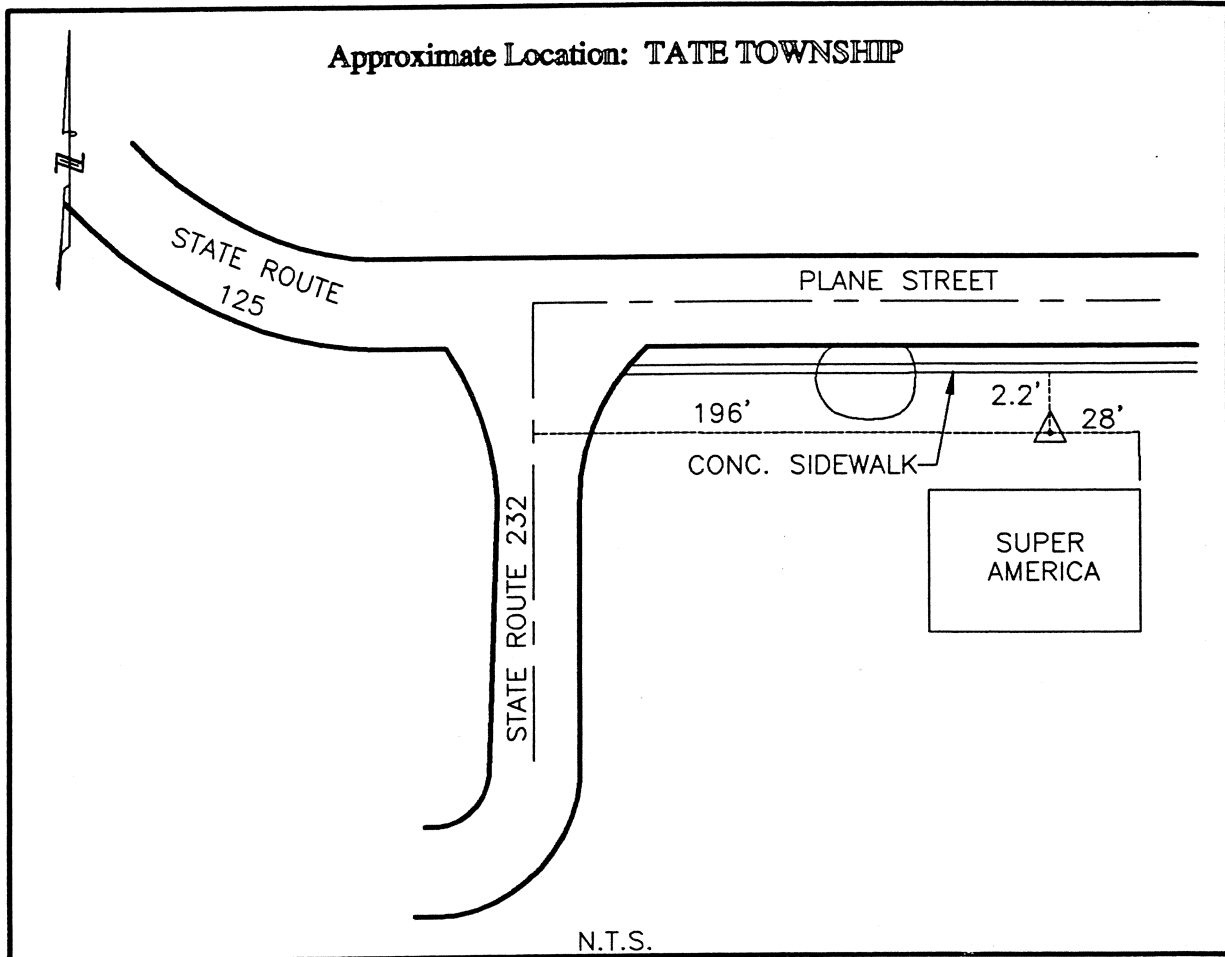 Approximate Location: TATE TOWNSHIP
N
STATE ROUTE
125
PLANE STREET
2.2'
196'
28'
CONC. SIDEWALK
STATE ROUTE 232
SUPER
AMERICA
N.T.S.